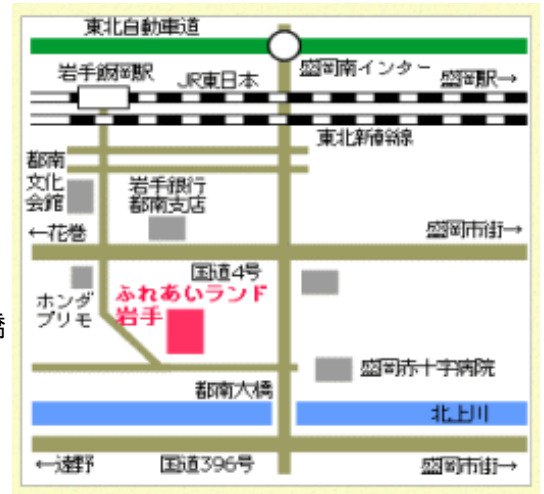 東北自動車道
盛岡南インター
岩手飯岡駅
JR東日本
盛岡駅→
東北新幹線
都南
文化
会館
岩手銀行
都南支店
←花巻
盛岡市街→
国道4号
ホンダ
プリモ
ふれあいランド
岩手
盛岡赤十字病院
都南大橋
北上川
←遠野
国道396号
盛岡市街→